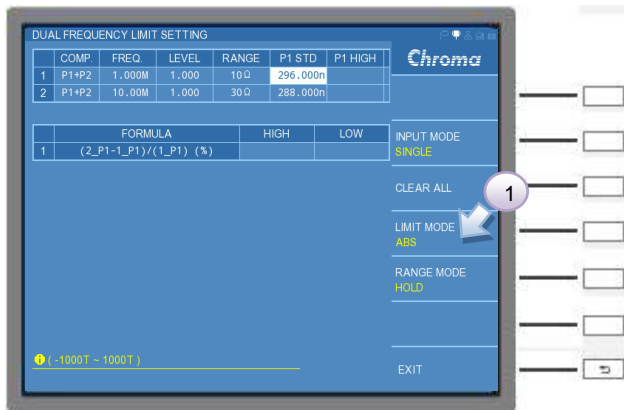 DUAL FREQUENCY LIMIT SETTING
Chroma
COMP. FREQ. LEVEL RANGE P1 STD P1 HIGH
1 P1+P2 1.000M 1.000 10Ω 296.000n
2 P1+P2 10.00M 1.000 30Ω 288.000n
FORMULA HIGH LOW
1 (2_P1-1_P1)/(1_P1) (%)
INPUT MODE
SINGLE
CLEAR ALL
1
LIMIT MODE
ABS
RANGE MODE
HOLD
( -1000T ~ 1000T )
EXIT